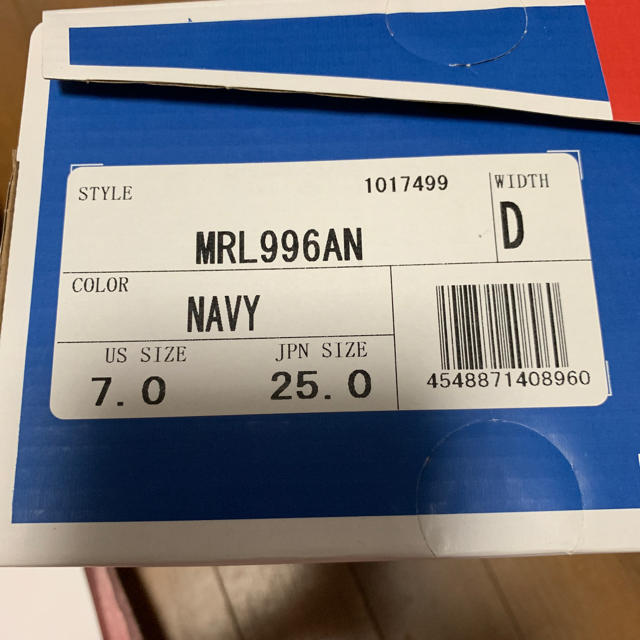 STYLE 1017499 WIDTH
MRL996AN D
COLOR
NAVY
US SIZE JPN SIZE
7.0 25.0
4548871408960